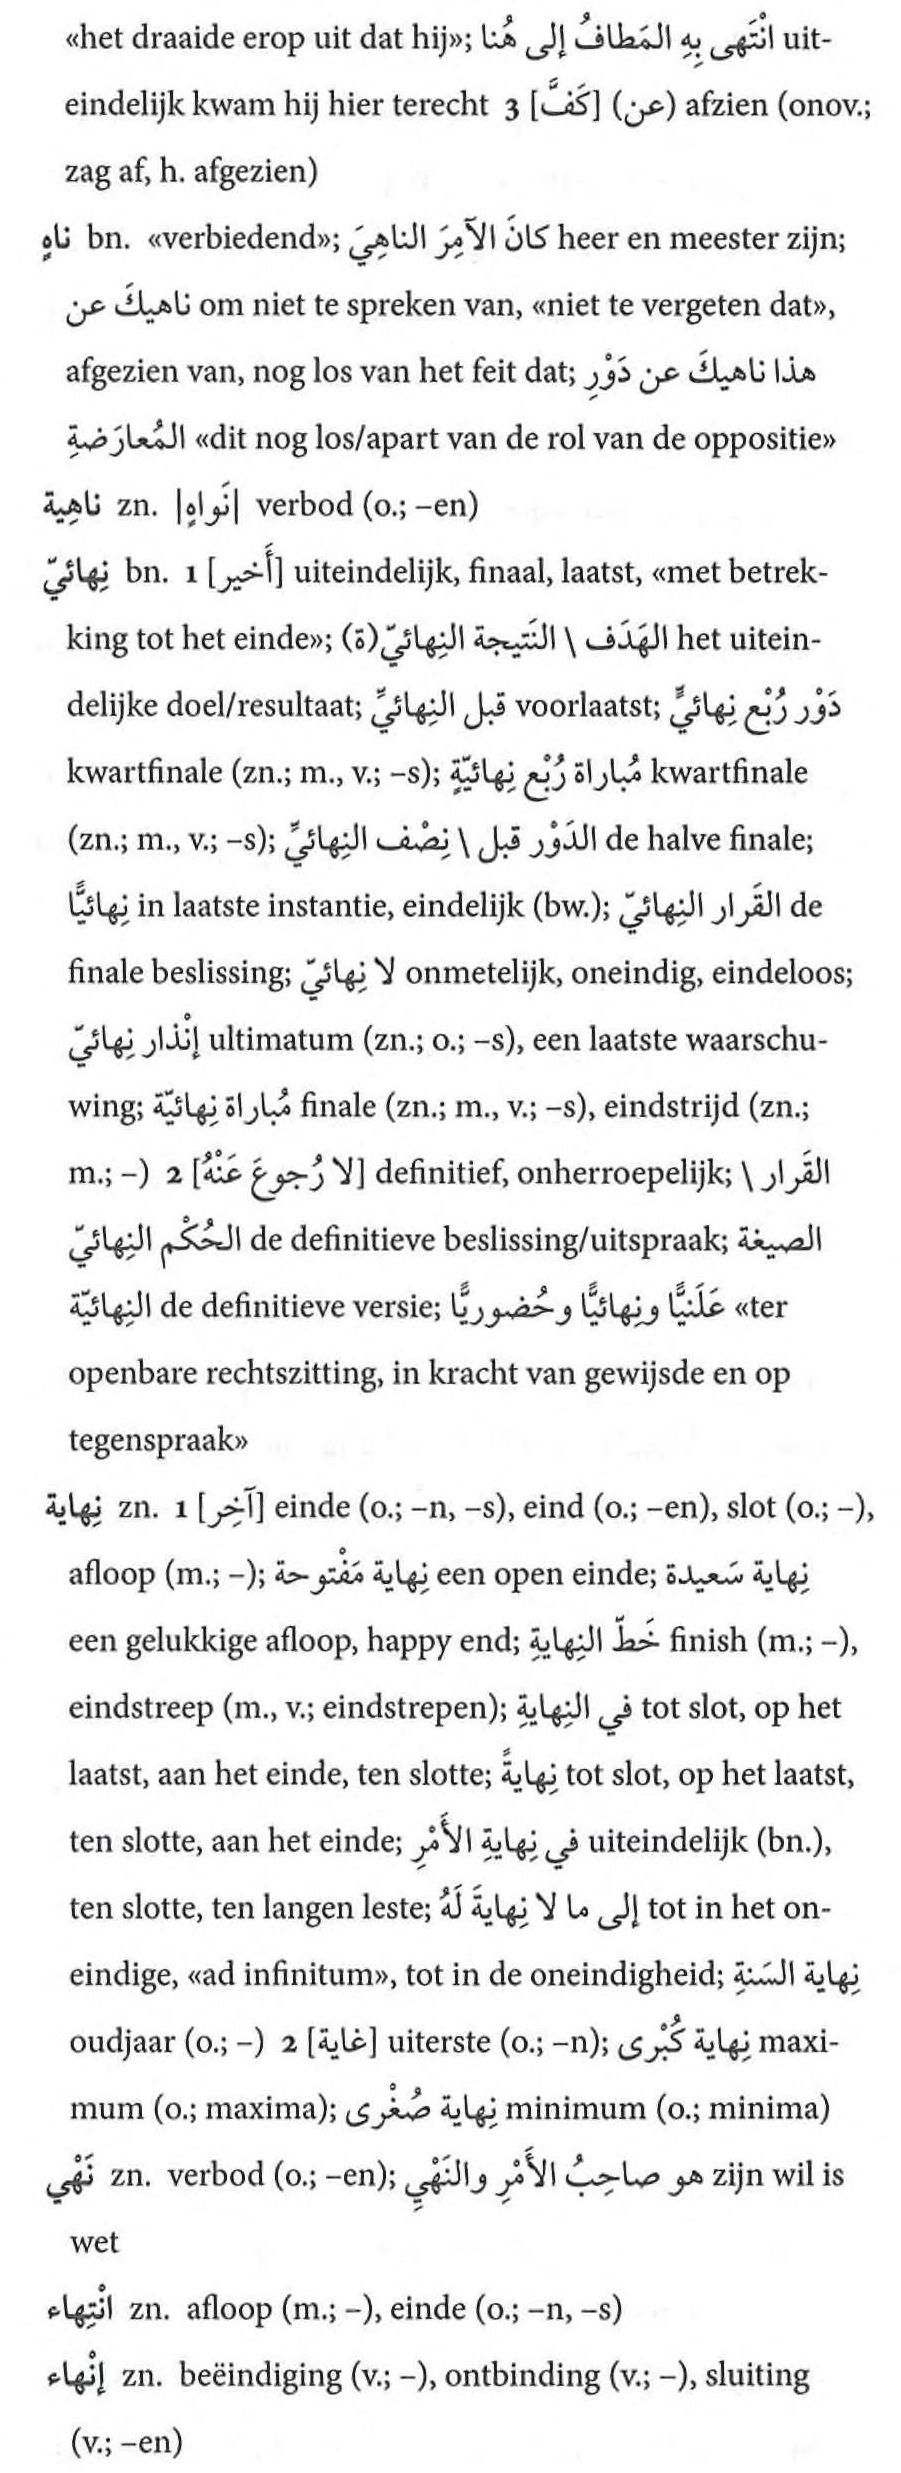 «het draaide erop uit dat hij»; انْتَهى بِهِ المَطافُ إلى هُنا uit-
eindelijk kwam hij hier terecht 3 [كَفَّ] (عن) afzien (onov.;
zag af, h. afgezien)
ناهٍ bn. «verbiedend»; كانَ الآمِرَ الناهِيَ heer en meester zijn;
ناهيكَ عن om niet te spreken van, «niet te vergeten dat»,
afgezien van, nog los van het feit dat; هذا ناهيكَ عن دَوْرِ
المُعارَضةِ «dit nog los/apart van de rol van de oppositie»
ناهِية zn. |نَواهٍ| verbod (o.; –en)
نِهائيّ bn. 1 [أَخير] uiteindelijk, finaal, laatst, «met betrek-
king tot het einde»; الهَدَف \ النَتيجة النِهائيّ(ة) het uitein-
delijke doel/resultaat; قبل النِهائيِّ voorlaatst; دَوْر رُبْع نِهائيٍّ
kwartfinale (zn.; m., v.; –s); مُباراة رُبْع نِهائيّةٍ kwartfinale
(zn.; m., v.; –s); الدَوْر قبل \ نِصْف النِهائيِّ de halve finale;
نِهائيًّا in laatste instantie, eindelijk (bw.); القَرار النِهائيّ de
finale beslissing; لا نِهائيّ onmetelijk, oneindig, eindeloos;
إنْذار نِهائيّ ultimatum (zn.; o.; –s), een laatste waarschu-
wing; مُباراة نِهائيّة finale (zn.; m., v.; –s), eindstrijd (zn.;
m.; –) 2 [لا رُجوعَ عَنْهُ] definitief, onherroepelijk; القَرار \
الحُكْم النِهائيّ de definitieve beslissing/uitspraak; الصيغة
النِهائيّة de definitieve versie; عَلَنيًّا ونِهائيًّا وحُضوريًّا «ter
openbare rechtszitting, in kracht van gewijsde en op
tegenspraak»
نِهاية zn. 1 [آخِر] einde (o.; –n, –s), eind (o.; –en), slot (o.; –),
afloop (m.; –); نِهاية مَفْتوحة een open einde; نِهاية سَعيدة
een gelukkige afloop, happy end; خَطّ النِهايةِ finish (m.; –),
eindstreep (m., v.; eindstrepen); في النِهايةِ tot slot, op het
laatst, aan het einde, ten slotte; نِهايةً tot slot, op het laatst,
ten slotte, aan het einde; في نِهايةِ الأَمْرِ uiteindelijk (bn.),
ten slotte, ten langen leste; إلى ما لا نِهايةَ لَهُ tot in het on-
eindige, «ad infinitum», tot in de oneindigheid; نِهاية السَنةِ
oudjaar (o.; –) 2 [غاية] uiterste (o.; –n); نِهاية كُبْرى maxi-
mum (o.; maxima); نِهاية صُغْرى minimum (o.; minima)
نَهْي zn. verbod (o.; –en); هو صاحِبُ الأَمْرِ والنَهْيِ zijn wil is
wet
انْتِهاء zn. afloop (m.; –), einde (o.; –n, –s)
إنْهاء zn. beëindiging (v.; –), ontbinding (v.; –), sluiting
(v.; –en)